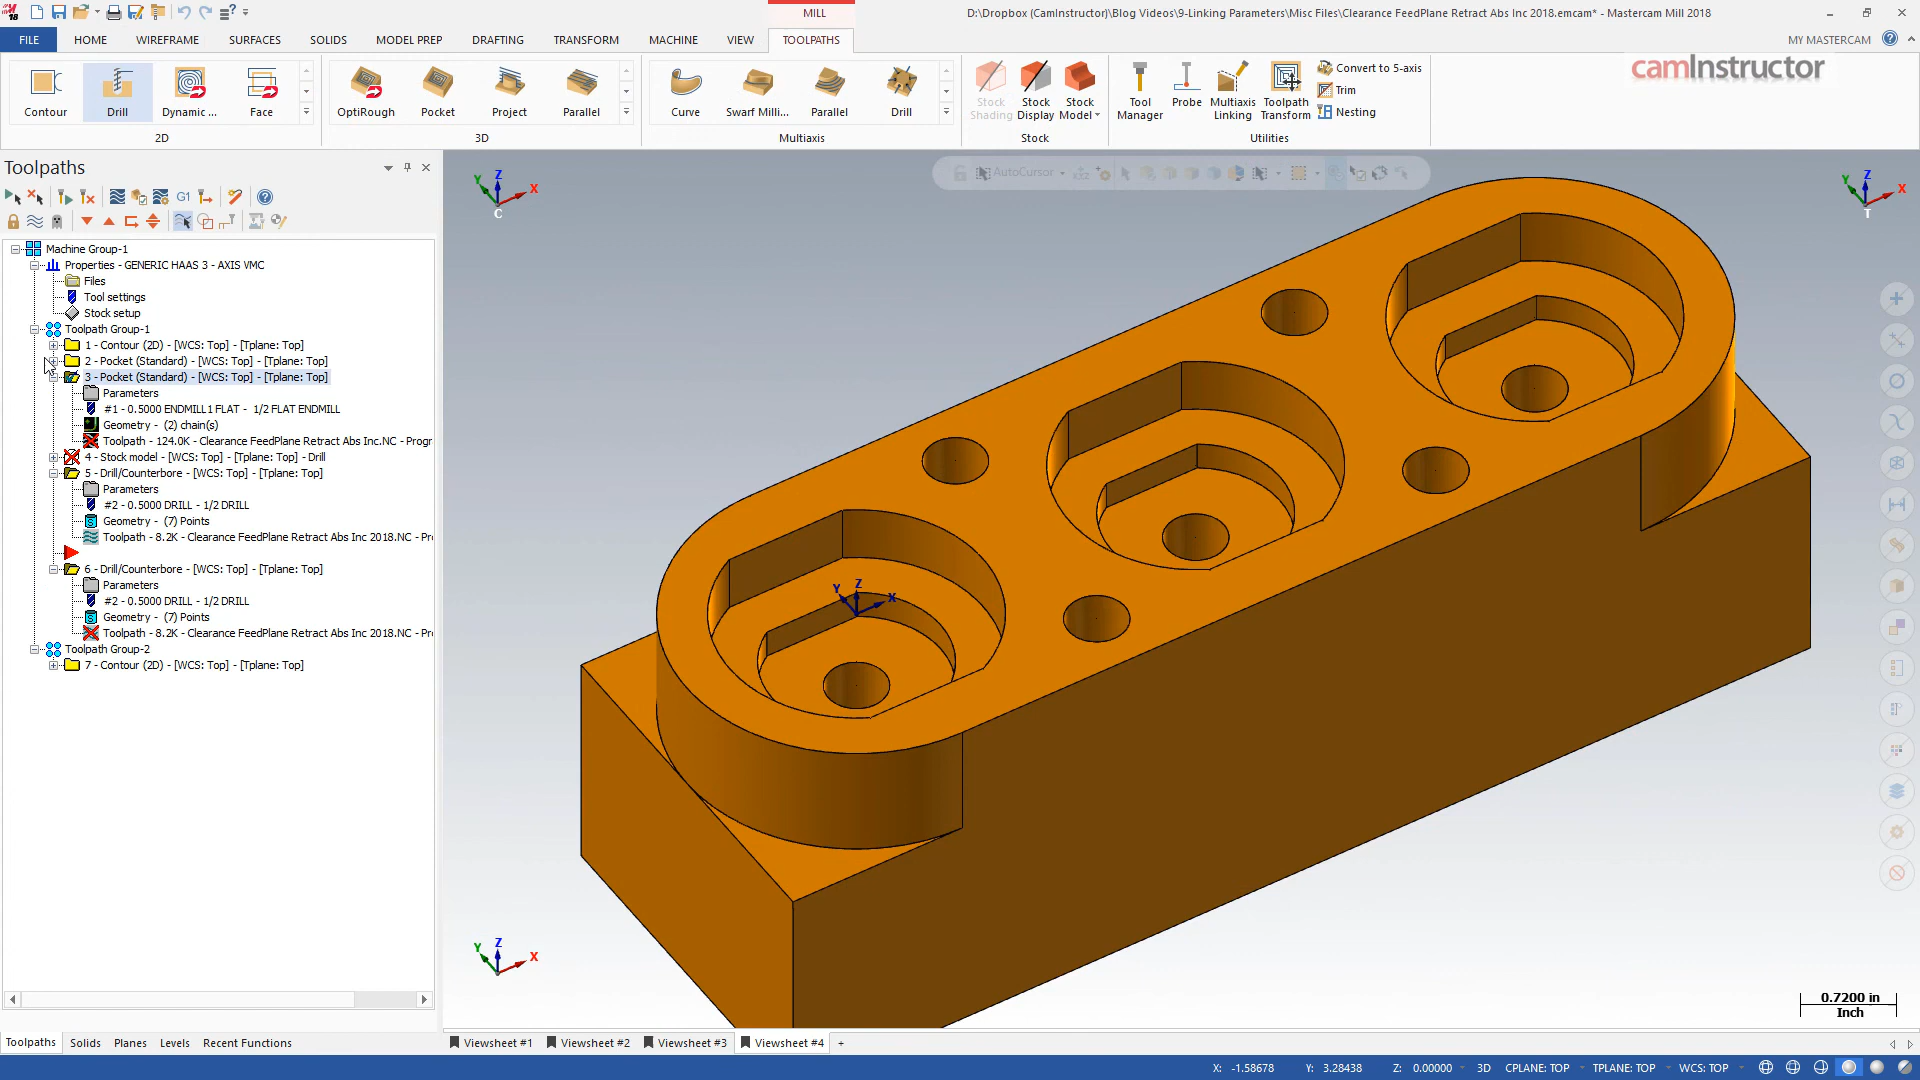 MILL
D:\Dropbox (CamInstructor)\Blog Videos\9-Linking Parameters\Misc Files\Clearance FeedPlane Retract Abs Inc 2018.emcam* - Mastercam Mill 2018
FILE HOME WIREFRAME SURFACES SOLIDS MODEL PREP DRAFTING TRANSFORM MACHINE VIEW TOOLPATHS MY MASTERCAM
camInstructor
Contour Drill Dynamic ... Face OptiRough Pocket Project Parallel Curve Swarf Milli... Parallel Drill Stock Shading Stock Display Stock Model Tool Manager Probe Multiaxis Linking Toolpath Transform
Convert to 5-axis
Trim
Nesting
2D 3D Multiaxis Stock Utilities
Toolpaths
AutoCursor
G1
Machine Group-1
Properties - GENERIC HAAS 3 - AXIS VMC
Files
Tool settings
Stock setup
Toolpath Group-1
1 - Contour (2D) - [WCS: Top] - [Tplane: Top]
2 - Pocket (Standard) - [WCS: Top] - [Tplane: Top]
3 - Pocket (Standard) - [WCS: Top] - [Tplane: Top]
Parameters
#1 - 0.5000 ENDMILL1 FLAT - 1/2 FLAT ENDMILL
Geometry - (2) chain(s)
Toolpath - 124.0K - Clearance FeedPlane Retract Abs Inc.NC - Progr
4 - Stock model - [WCS: Top] - [Tplane: Top] - Drill
5 - Drill/Counterbore - [WCS: Top] - [Tplane: Top]
Parameters
#2 - 0.5000 DRILL - 1/2 DRILL
Geometry - (7) Points
Toolpath - 8.2K - Clearance FeedPlane Retract Abs Inc 2018.NC - Pro
6 - Drill/Counterbore - [WCS: Top] - [Tplane: Top]
Parameters
#2 - 0.5000 DRILL - 1/2 DRILL
Geometry - (7) Points
Toolpath - 8.2K - Clearance FeedPlane Retract Abs Inc 2018.NC - Pro
Toolpath Group-2
7 - Contour (2D) - [WCS: Top] - [Tplane: Top]
Y Z X
C
Y Z X
T
Y Z X
Y Z X
0.7200 in
Inch
Toolpaths Solids Planes Levels Recent Functions
Viewsheet #1 Viewsheet #2 Viewsheet #3 Viewsheet #4 +
X: -1.58678 Y: 3.28438 Z: 0.00000 3D CPLANE: TOP TPLANE: TOP WCS: TOP